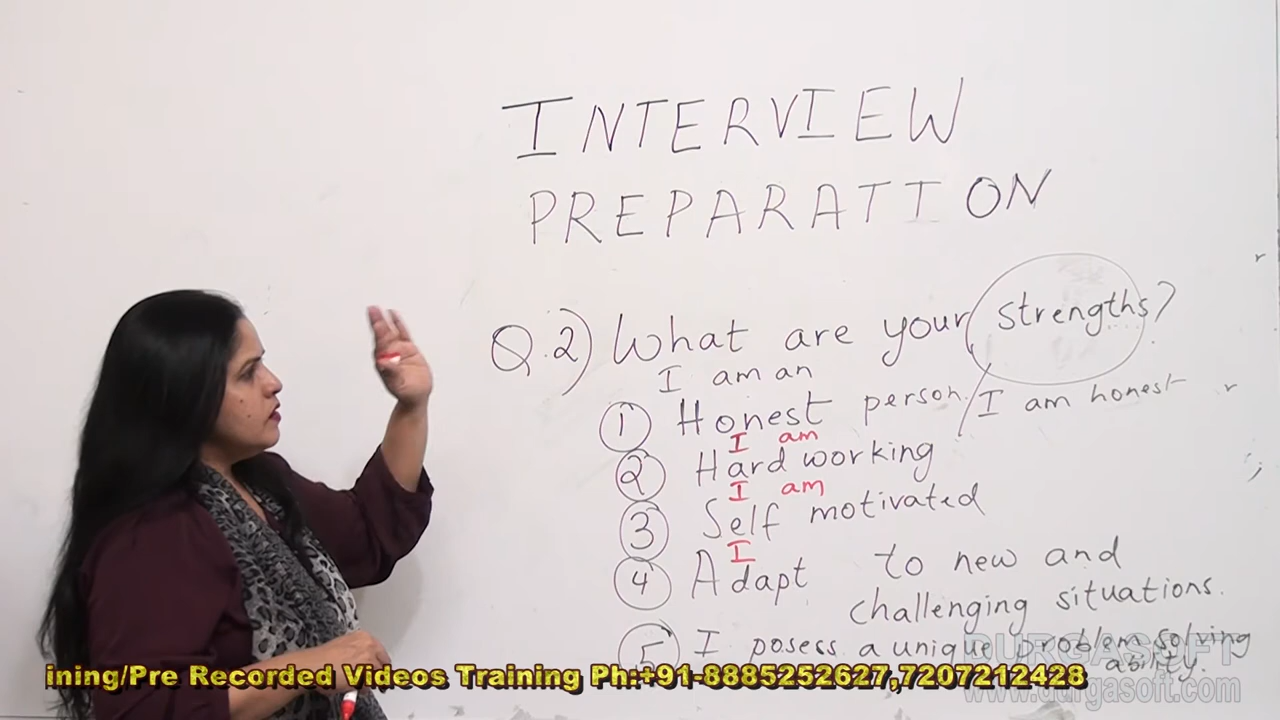 INTERVIEW
PREPARATION
Q.2) What are your strengths?
I am an
① Honest person. / I am honest
I am
② Hard working
I am
③ Self motivated
I
④ Adapt to new and
challenging situations.
⑤ I posess a unique problem solving
ability.
DURGASOFT
www.durgasoft.com
ining/Pre Recorded Videos Training Ph:+91-8885252627,7207212428